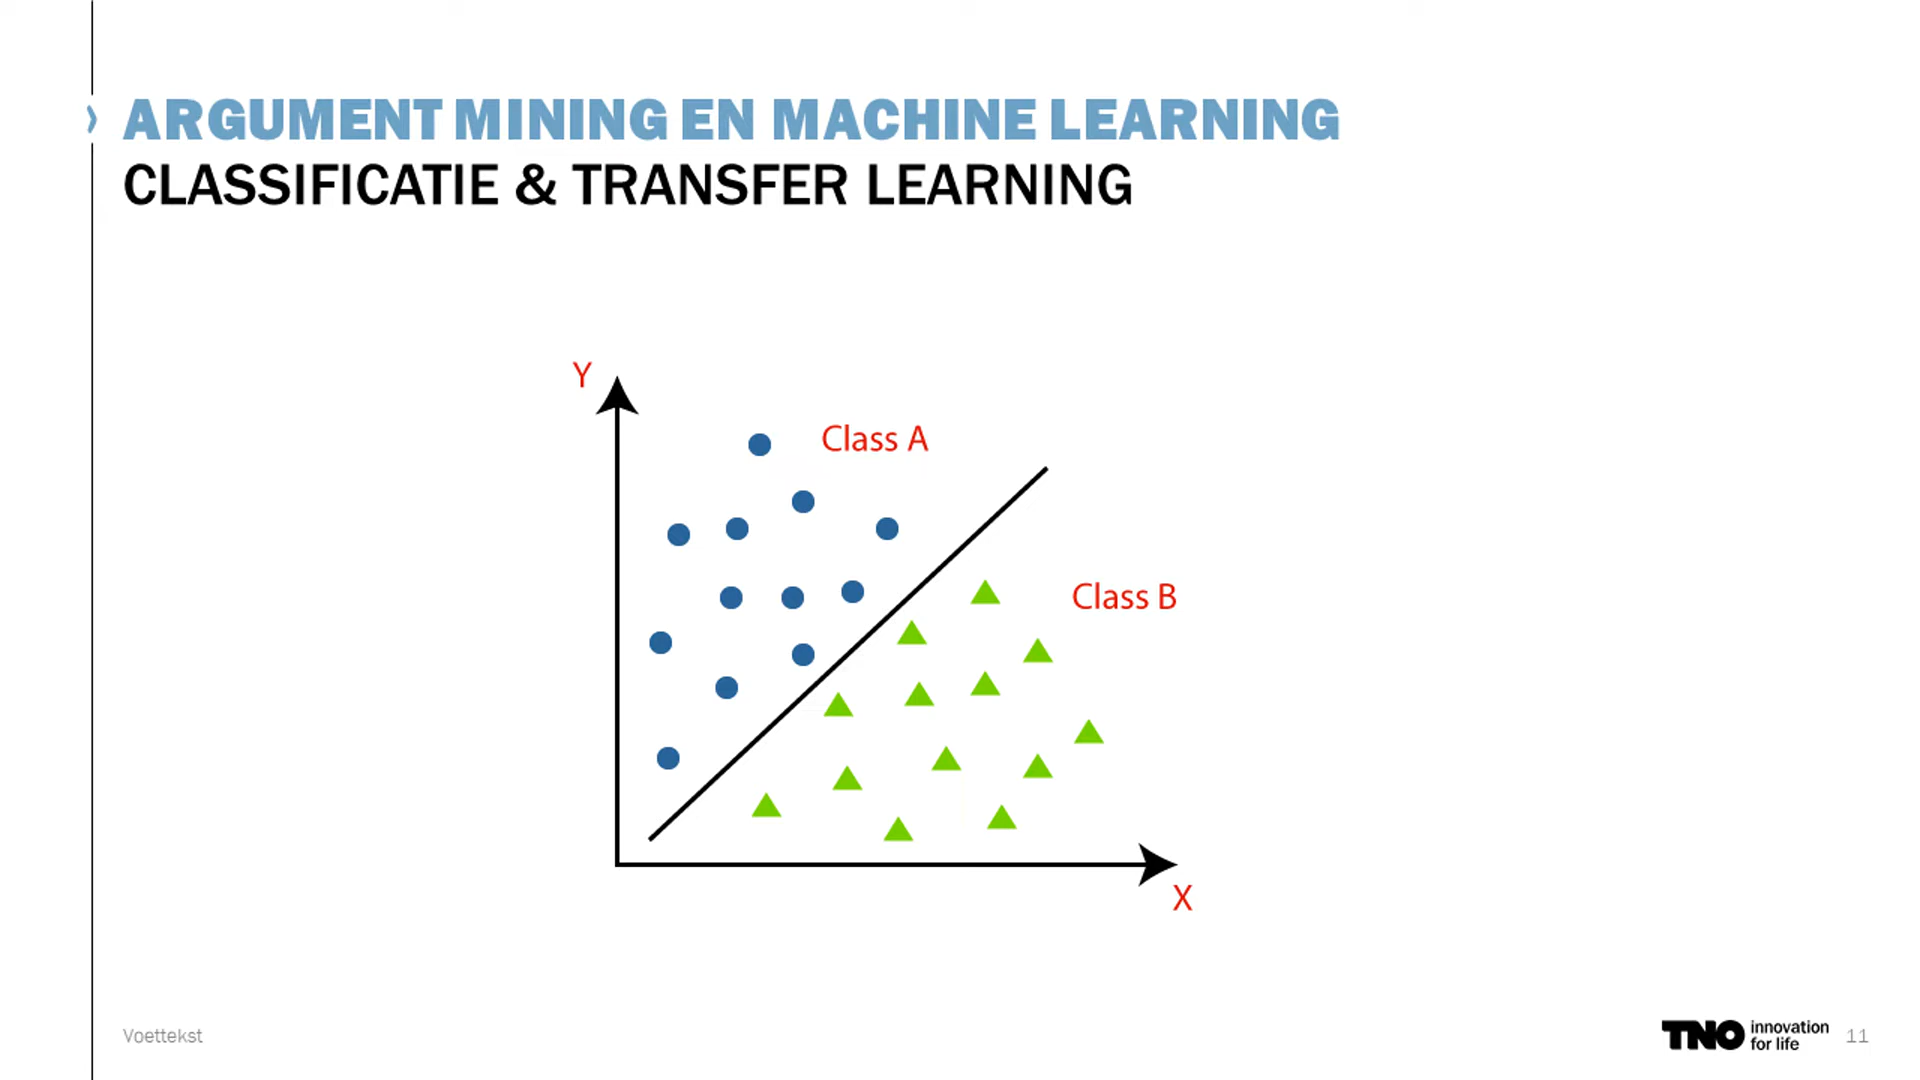 ARGUMENT MINING EN MACHINE LEARNING
CLASSIFICATIE & TRANSFER LEARNING
Y
Class A
Class B
X
Voettekst
TNO innovation
for life
11